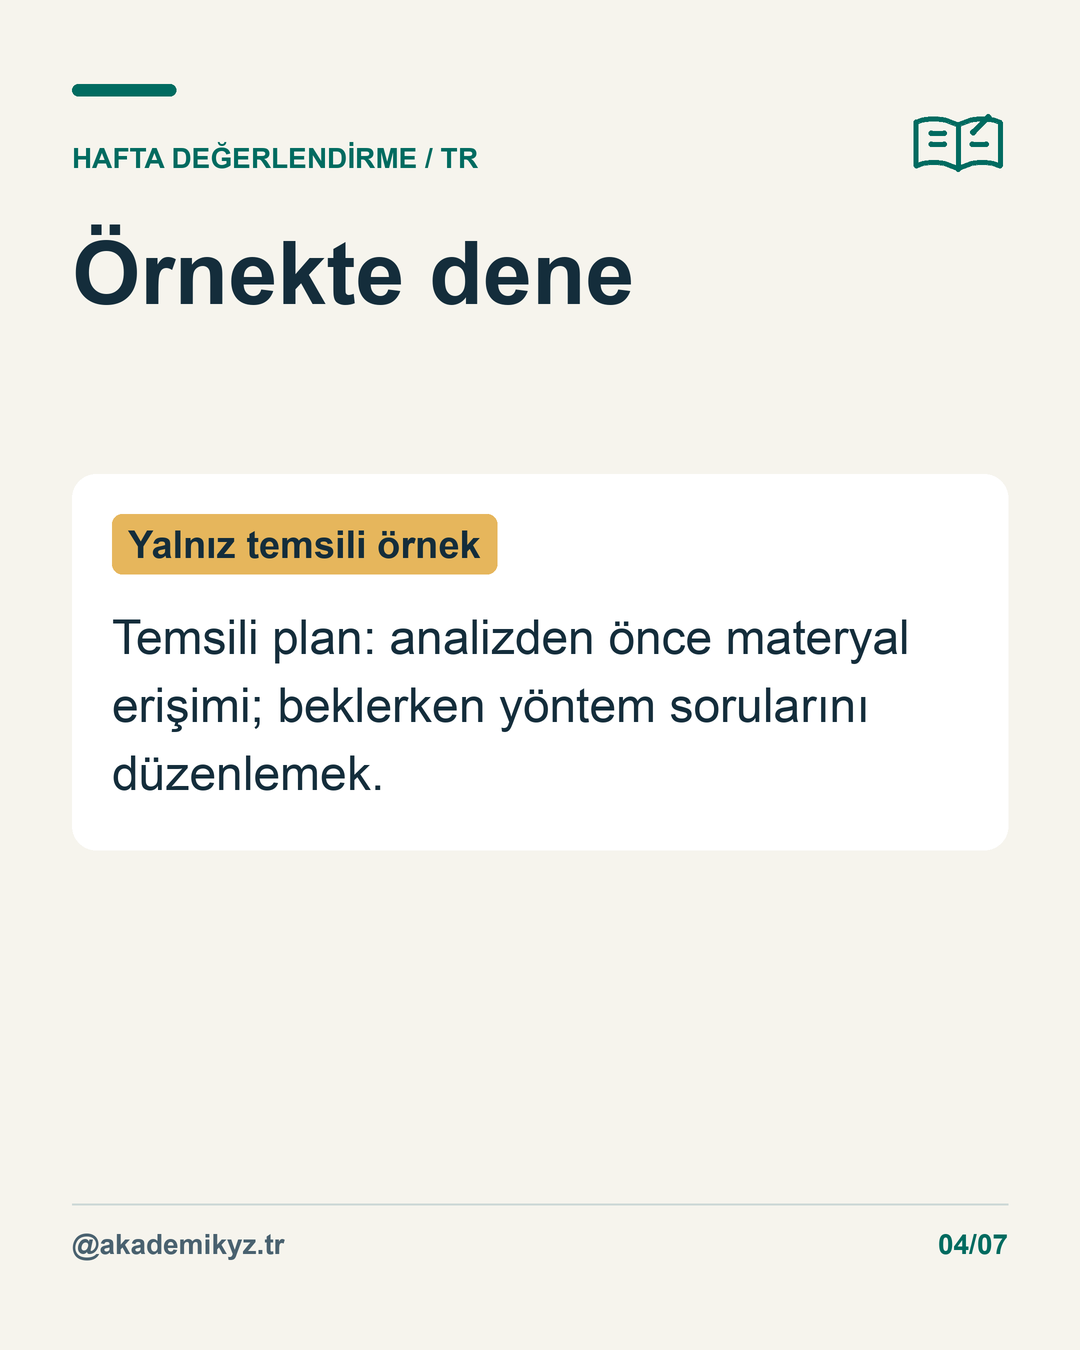 HAFTA DEĞERLENDİRME / TR
Örnekte dene
Yalnız temsili örnek
Temsili plan: analizden önce materyal
erişimi; beklerken yöntem sorularını
düzenlemek.
@akademikyz.tr
04/07